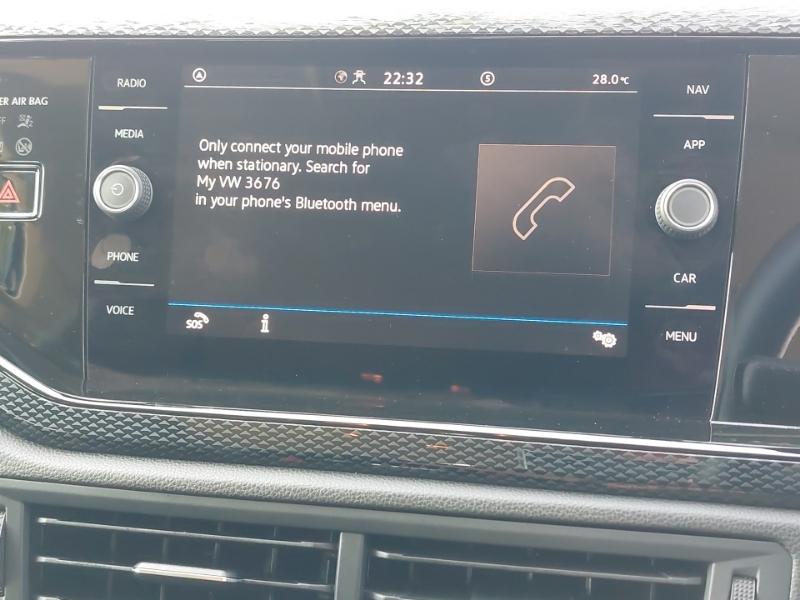 22:32
S
28.0°C
RADIO
MEDIA
PHONE
VOICE
ER AIR BAG
FF
Only connect your mobile phone
when stationary. Search for
My VW 3676
in your phone's Bluetooth menu.
SOS
i
NAV
APP
CAR
MENU